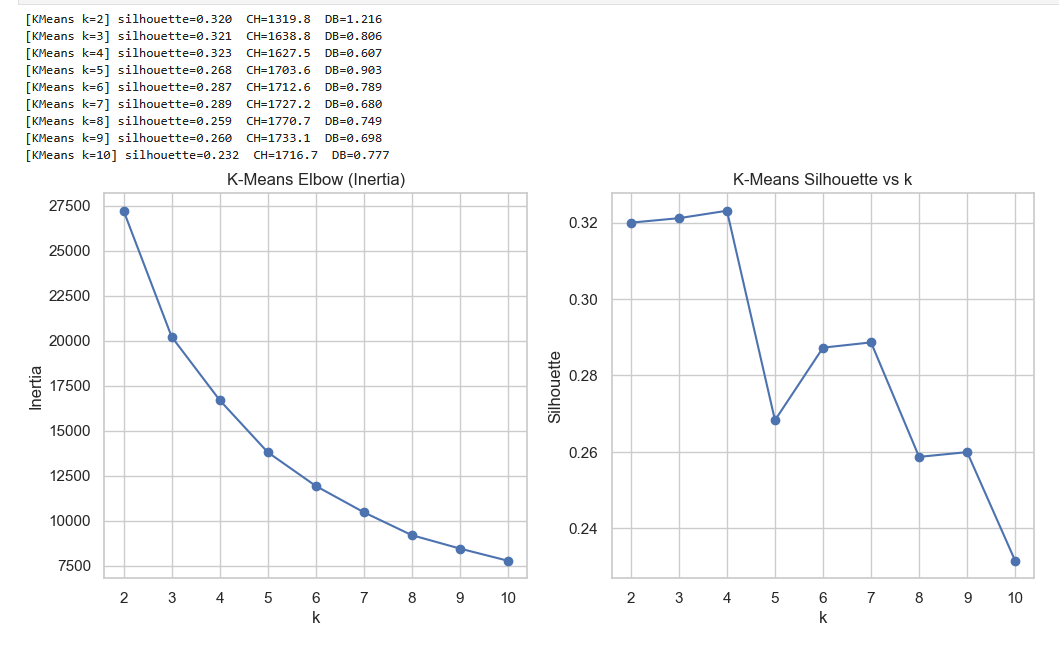 [KMeans k=2] silhouette=0.320  CH=1319.8  DB=1.216
[KMeans k=3] silhouette=0.321  CH=1638.8  DB=0.806
[KMeans k=4] silhouette=0.323  CH=1627.5  DB=0.607
[KMeans k=5] silhouette=0.268  CH=1703.6  DB=0.903
[KMeans k=6] silhouette=0.287  CH=1712.6  DB=0.789
[KMeans k=7] silhouette=0.289  CH=1727.2  DB=0.680
[KMeans k=8] silhouette=0.259  CH=1770.7  DB=0.749
[KMeans k=9] silhouette=0.260  CH=1733.1  DB=0.698
[KMeans k=10] silhouette=0.232  CH=1716.7  DB=0.777
K-Means Elbow (Inertia)
27500
25000
22500
20000
17500
15000
12500
10000
7500
Inertia
2 3 4 5 6 7 8 9 10
k
K-Means Silhouette vs k
0.32
0.30
0.28
0.26
0.24
Silhouette
2 3 4 5 6 7 8 9 10
k